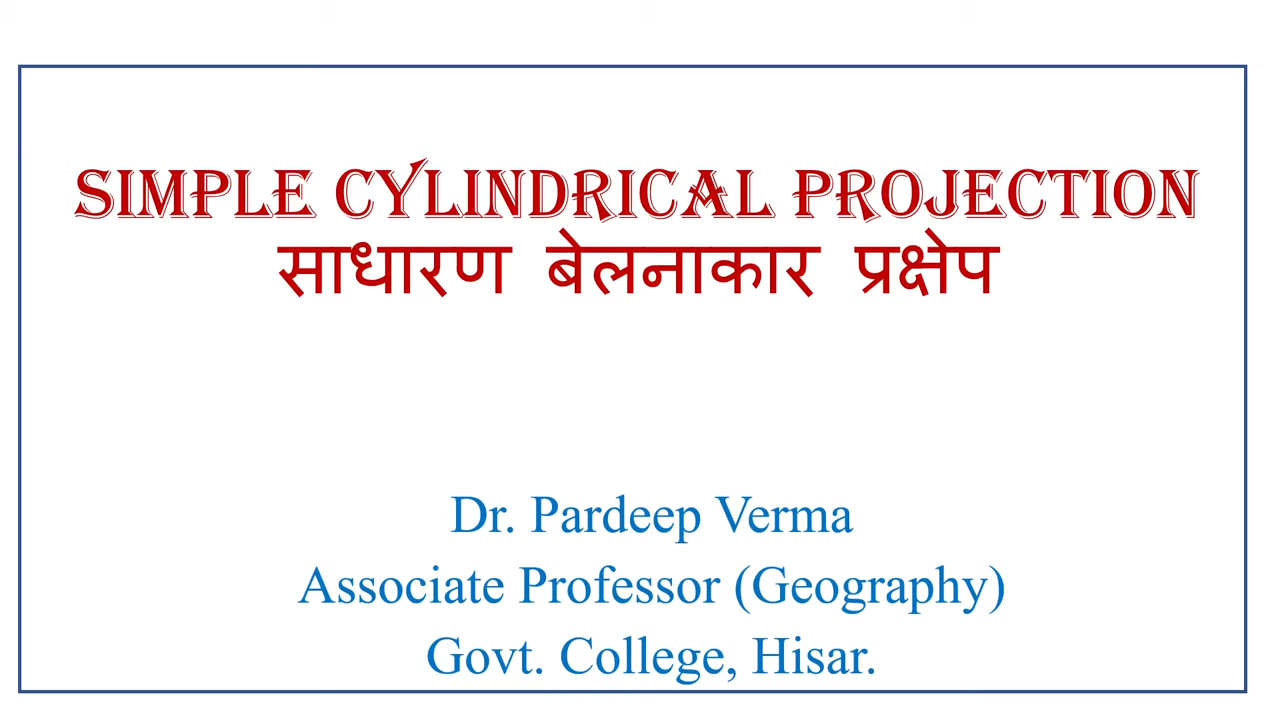 SIMPLE CYLINDRICAL PROJECTION
साधारण बेलनाकार प्रक्षेप
Dr. Pardeep Verma
Associate Professor (Geography)
Govt. College, Hisar.